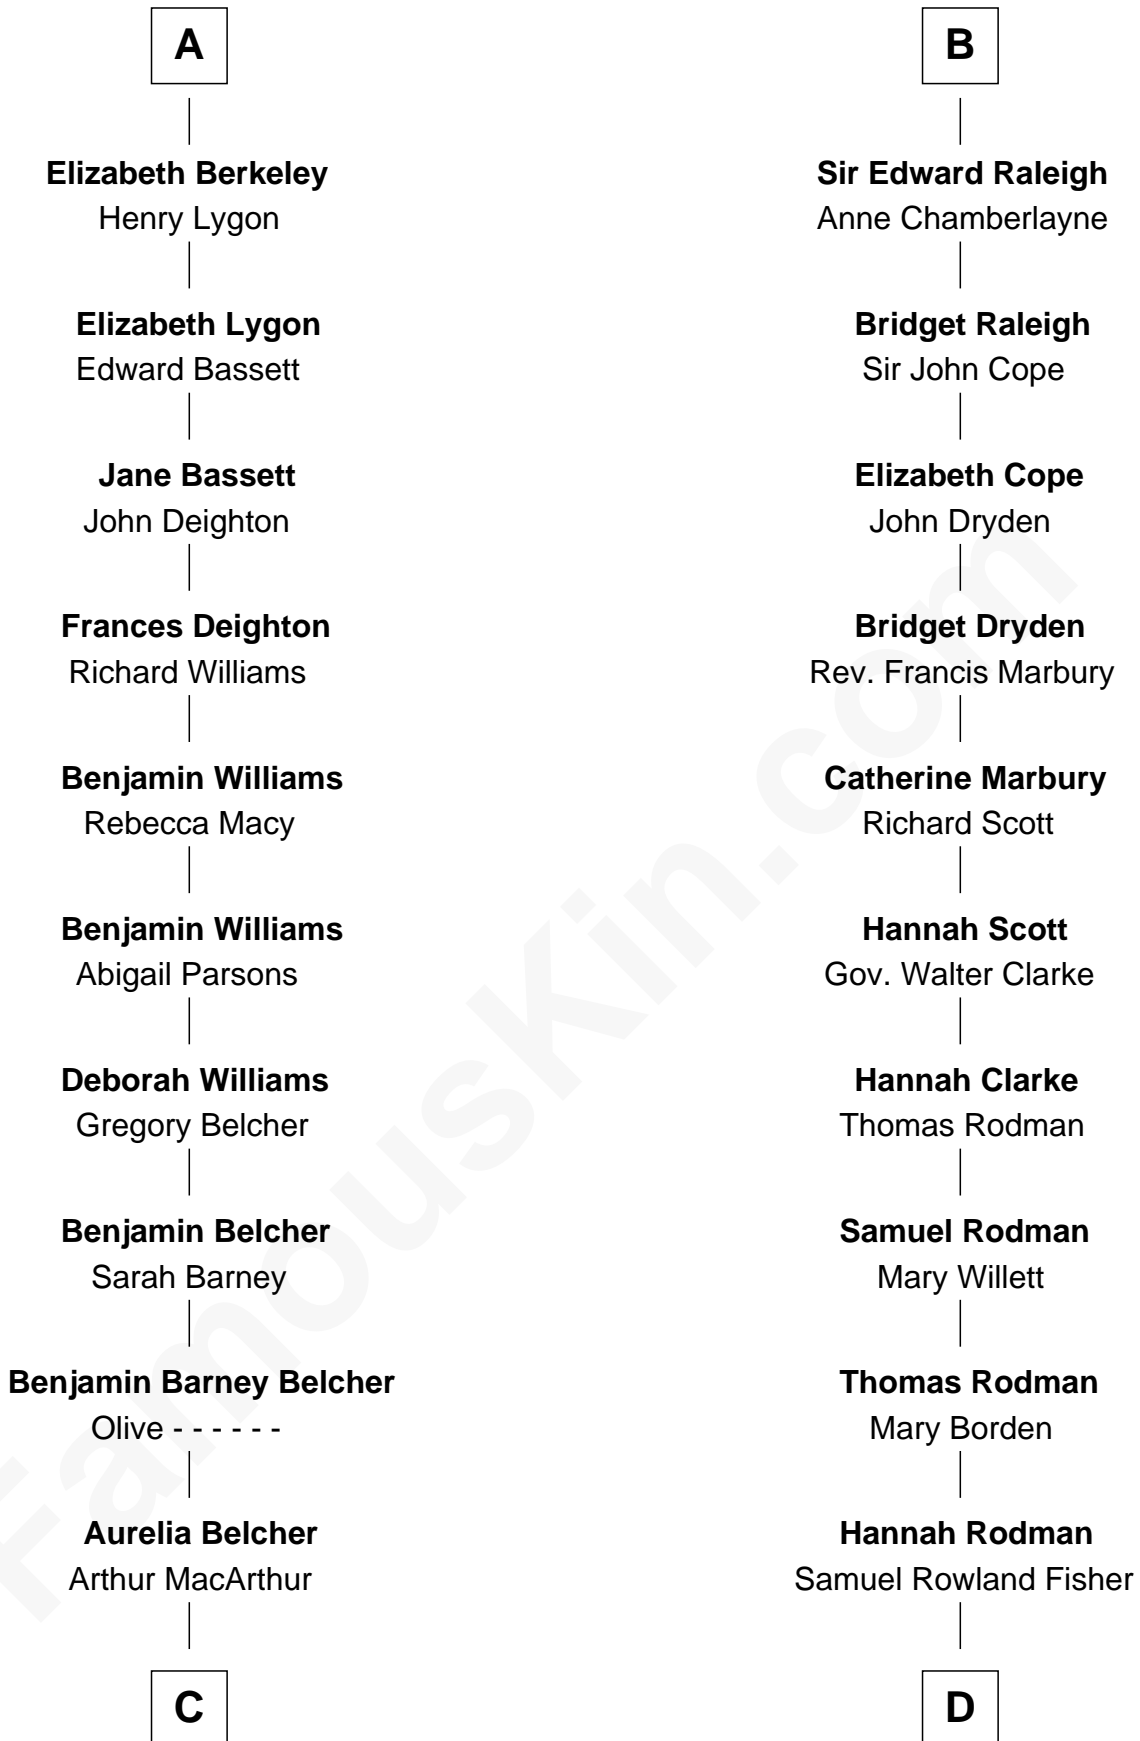 A
Elizabeth Berkeley
Henry Lygon
Elizabeth Lygon
Edward Bassett
Jane Bassett
John Deighton
Frances Deighton
Richard Williams
Benjamin Williams
Rebecca Macy
Benjamin Williams
Abigail Parsons
Deborah Williams
Gregory Belcher
Benjamin Belcher
Sarah Barney
Benjamin Barney Belcher
Olive - - - - - -
Aurelia Belcher
Arthur MacArthur
C
B
Sir Edward Raleigh
Anne Chamberlayne
Bridget Raleigh
Sir John Cope
Elizabeth Cope
John Dryden
Bridget Dryden
Rev. Francis Marbury
Catherine Marbury
Richard Scott
Hannah Scott
Gov. Walter Clarke
Hannah Clarke
Thomas Rodman
Samuel Rodman
Mary Willett
Thomas Rodman
Mary Borden
Hannah Rodman
Samuel Rowland Fisher
D
FamousKin.com